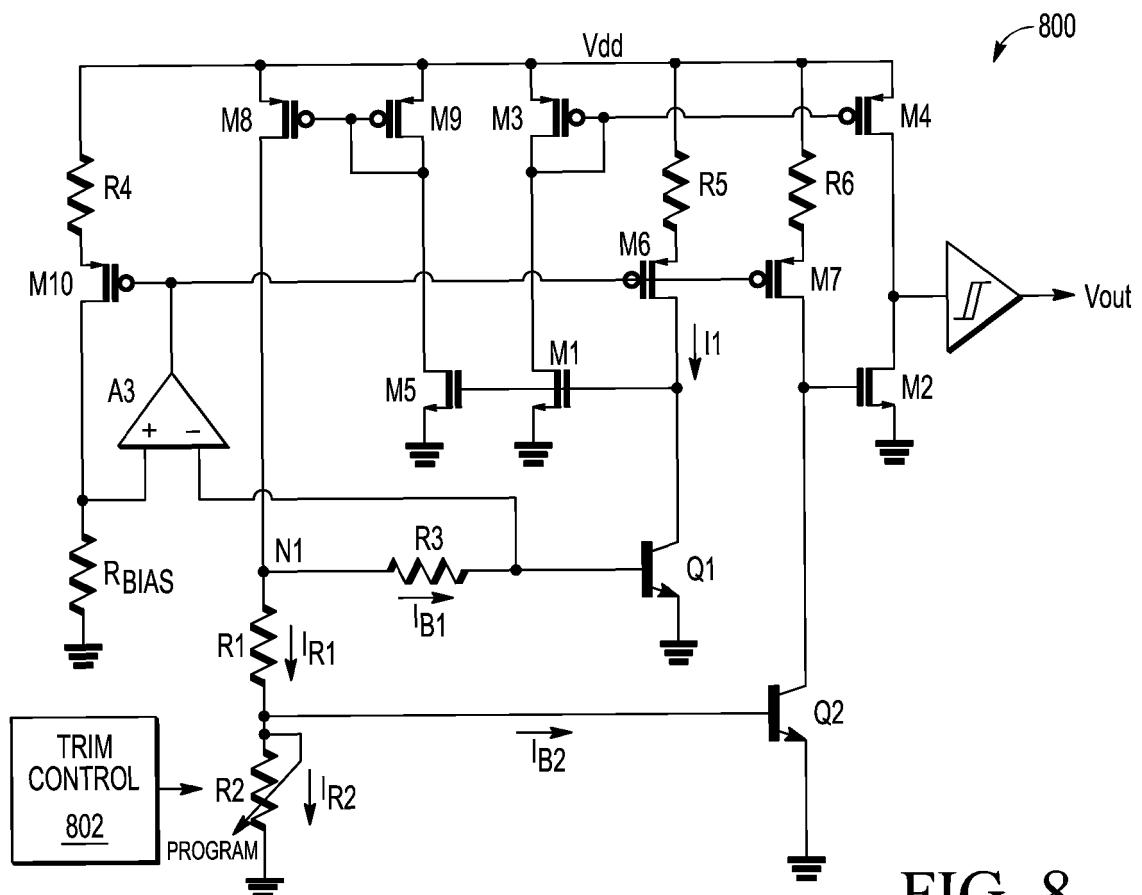 800
Vdd
M8
M9
M3
M4
R4
R5
R6
M10
M6
M7
I1
Vout
A3
M5
M1
M2
+ −
N1
R3
Q1
RBIAS
IB1
R1
IR1
Q2
IB2
TRIM
CONTROL
802
R2
IR2
PROGRAM
FIG. 8